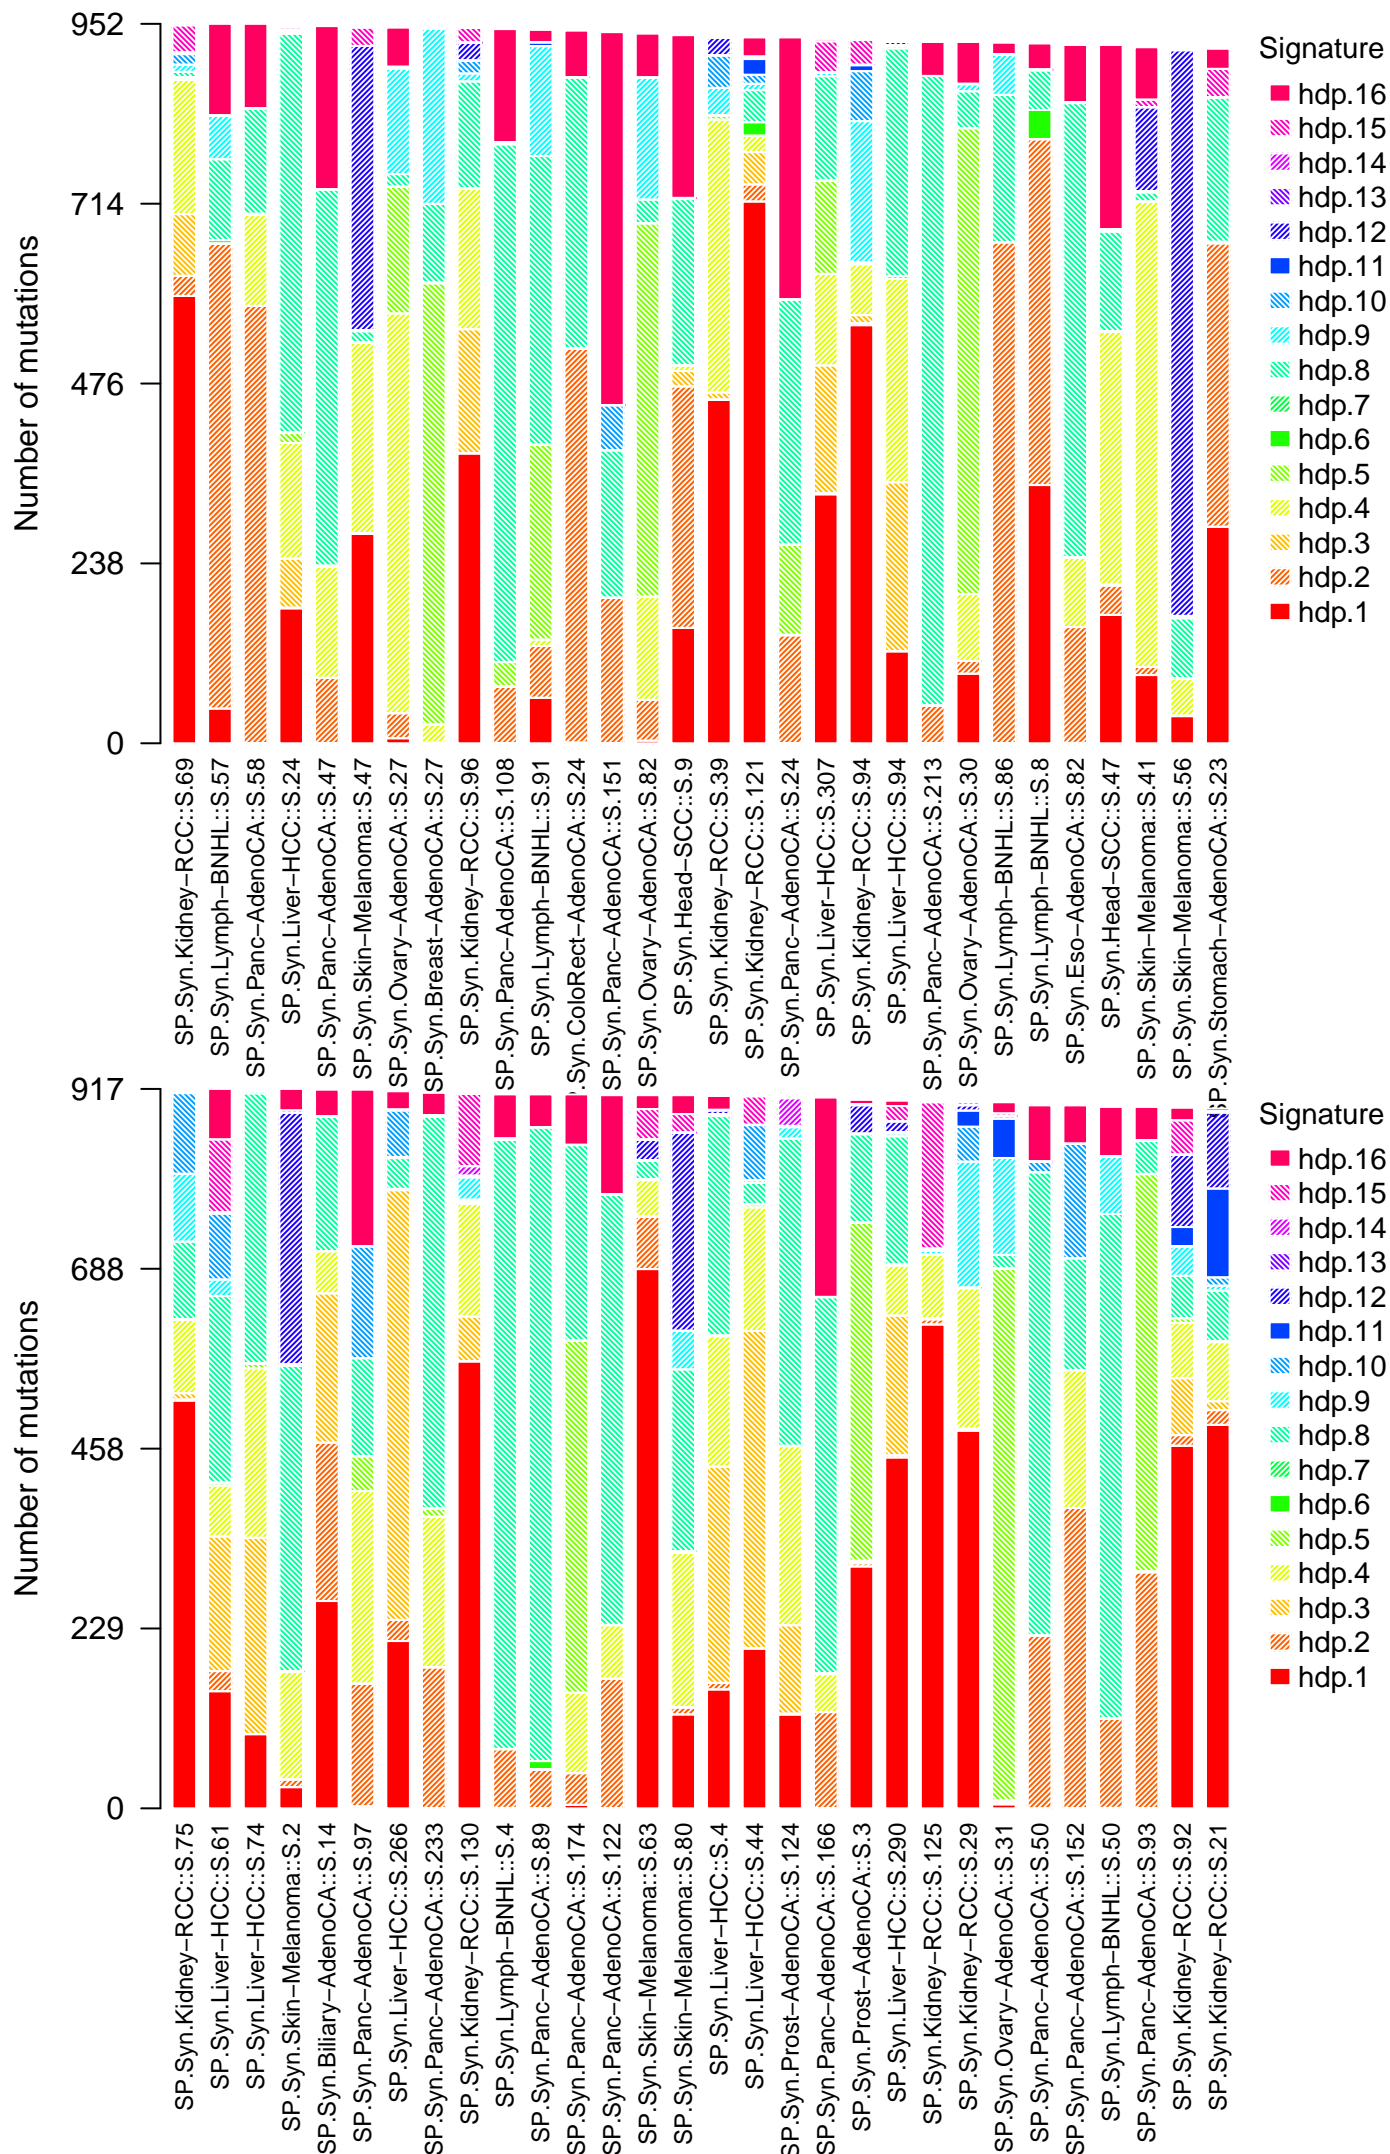 952
714
476
238
0
Number of mutations
SP.Syn.Kidney−RCC::S.69
SP.Syn.Lymph−BNHL::S.57
SP.Syn.Panc−AdenoCA::S.58
SP.Syn.Liver−HCC::S.24
SP.Syn.Panc−AdenoCA::S.47
SP.Syn.Skin−Melanoma::S.47
SP.Syn.Ovary−AdenoCA::S.27
SP.Syn.Breast−AdenoCA::S.27
SP.Syn.Kidney−RCC::S.96
SP.Syn.Panc−AdenoCA::S.108
SP.Syn.Lymph−BNHL::S.91
P.Syn.ColoRect−AdenoCA::S.24
SP.Syn.Panc−AdenoCA::S.151
SP.Syn.Ovary−AdenoCA::S.82
SP.Syn.Head−SCC::S.9
SP.Syn.Kidney−RCC::S.39
SP.Syn.Kidney−RCC::S.121
SP.Syn.Panc−AdenoCA::S.24
SP.Syn.Liver−HCC::S.307
SP.Syn.Kidney−RCC::S.94
SP.Syn.Liver−HCC::S.94
SP.Syn.Panc−AdenoCA::S.213
SP.Syn.Ovary−AdenoCA::S.30
SP.Syn.Lymph−BNHL::S.86
SP.Syn.Lymph−BNHL::S.8
SP.Syn.Eso−AdenoCA::S.82
SP.Syn.Head−SCC::S.47
SP.Syn.Skin−Melanoma::S.41
SP.Syn.Skin−Melanoma::S.56
SP.Syn.Stomach−AdenoCA::S.23
Signature
hdp.16
hdp.15
hdp.14
hdp.13
hdp.12
hdp.11
hdp.10
hdp.9
hdp.8
hdp.7
hdp.6
hdp.5
hdp.4
hdp.3
hdp.2
hdp.1
917
688
458
229
0
Number of mutations
SP.Syn.Kidney−RCC::S.75
SP.Syn.Liver−HCC::S.61
SP.Syn.Liver−HCC::S.74
SP.Syn.Skin−Melanoma::S.2
SP.Syn.Biliary−AdenoCA::S.14
SP.Syn.Panc−AdenoCA::S.97
SP.Syn.Liver−HCC::S.266
SP.Syn.Panc−AdenoCA::S.233
SP.Syn.Kidney−RCC::S.130
SP.Syn.Lymph−BNHL::S.4
SP.Syn.Panc−AdenoCA::S.89
SP.Syn.Panc−AdenoCA::S.174
SP.Syn.Panc−AdenoCA::S.122
SP.Syn.Skin−Melanoma::S.63
SP.Syn.Skin−Melanoma::S.80
SP.Syn.Liver−HCC::S.4
SP.Syn.Liver−HCC::S.44
SP.Syn.Prost−AdenoCA::S.124
SP.Syn.Panc−AdenoCA::S.166
SP.Syn.Prost−AdenoCA::S.3
SP.Syn.Liver−HCC::S.290
SP.Syn.Kidney−RCC::S.125
SP.Syn.Kidney−RCC::S.29
SP.Syn.Ovary−AdenoCA::S.31
SP.Syn.Panc−AdenoCA::S.50
SP.Syn.Panc−AdenoCA::S.152
SP.Syn.Lymph−BNHL::S.50
SP.Syn.Panc−AdenoCA::S.93
SP.Syn.Kidney−RCC::S.92
SP.Syn.Kidney−RCC::S.21
Signature
hdp.16
hdp.15
hdp.14
hdp.13
hdp.12
hdp.11
hdp.10
hdp.9
hdp.8
hdp.7
hdp.6
hdp.5
hdp.4
hdp.3
hdp.2
hdp.1